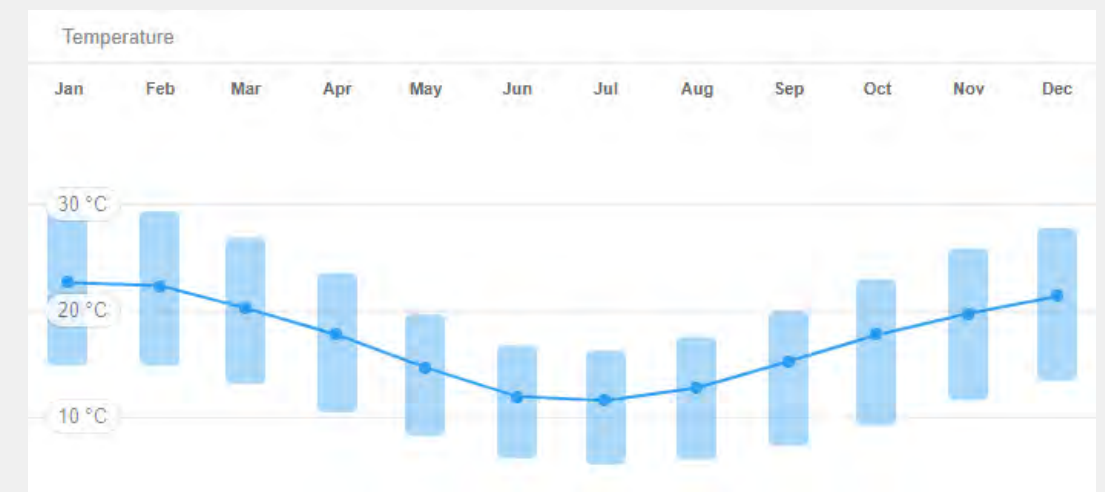 Temperature
Jan Feb Mar Apr May Jun Jul Aug Sep Oct Nov Dec
30 °C
20 °C
10 °C